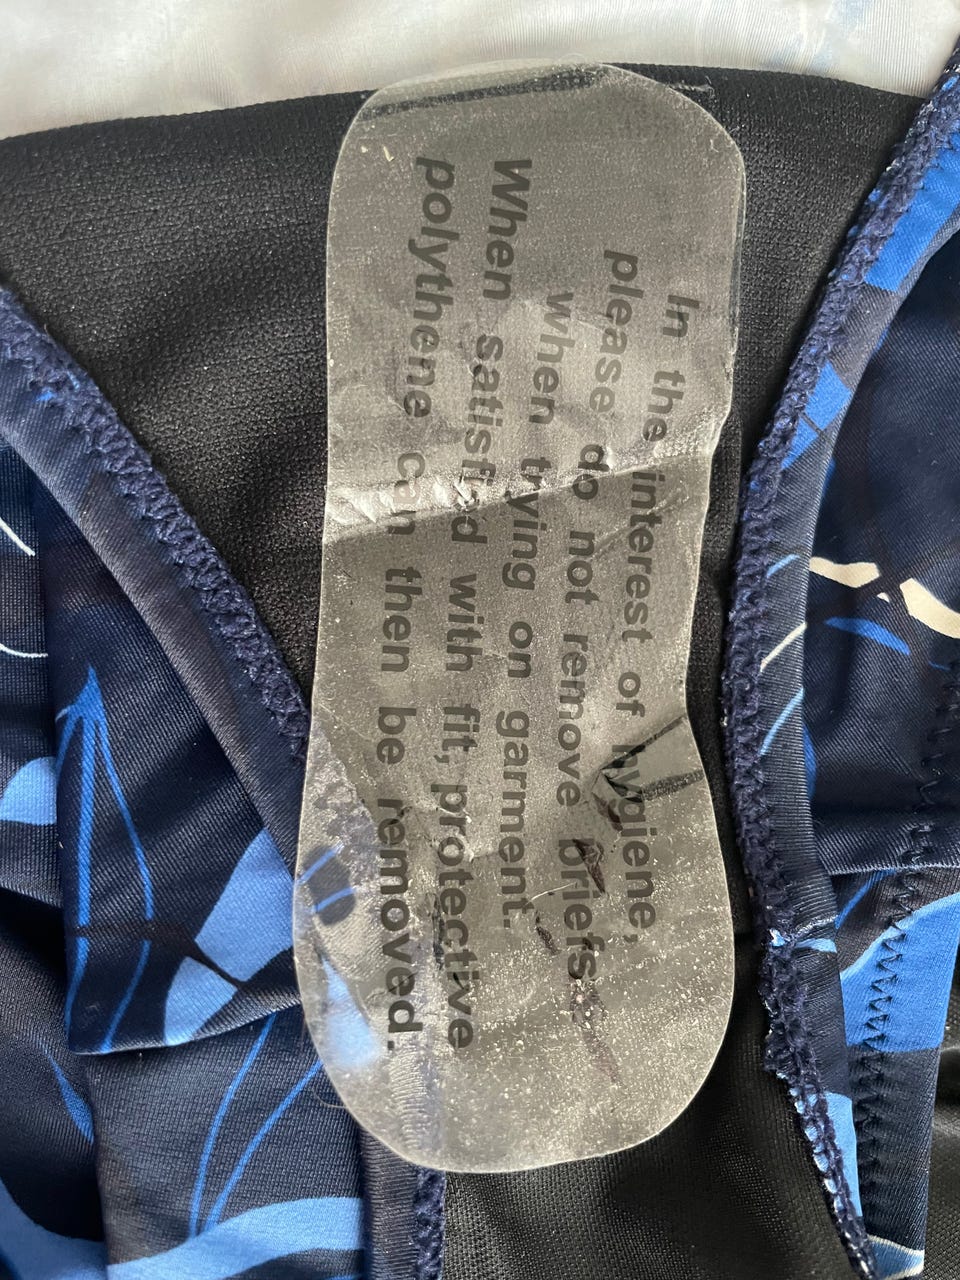 In the interest of hygiene,
please do not remove briefs
when trying on garment.
When satisfied with fit, protective
polythene can then be removed.